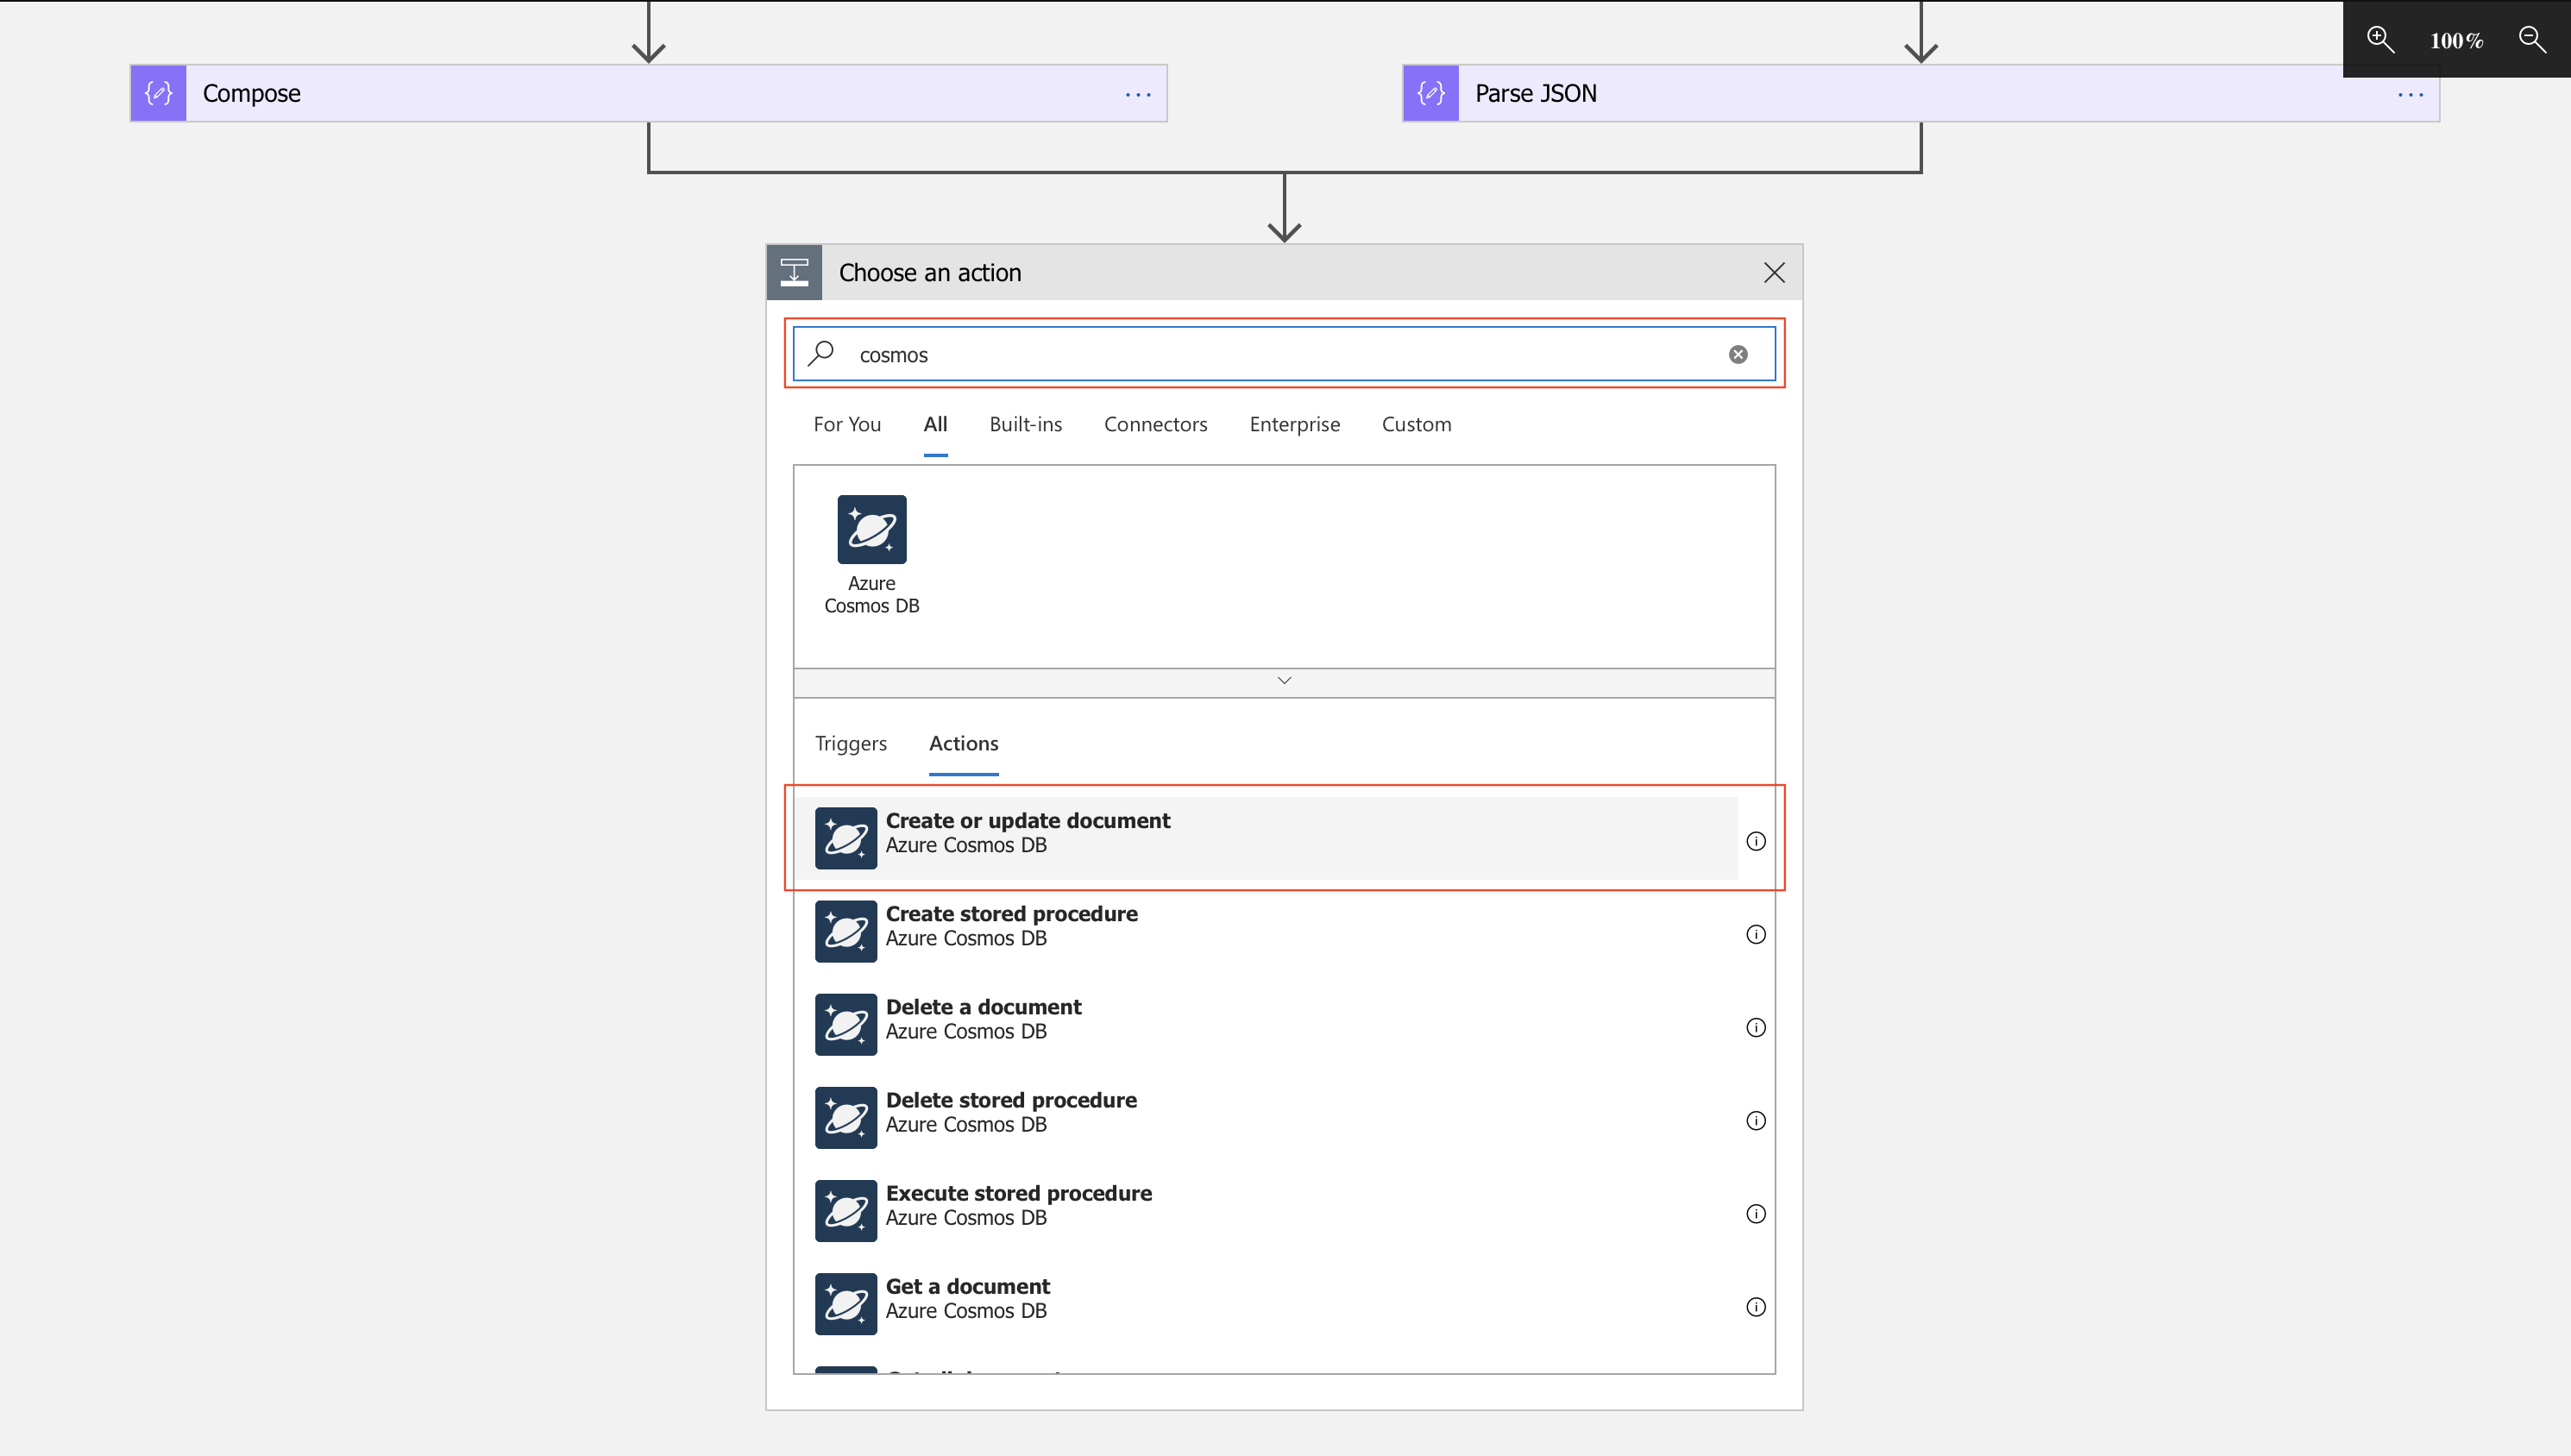 100%
Compose
Parse JSON
Choose an action
cosmos
For You All Built-ins Connectors Enterprise Custom
Azure
Cosmos DB
Triggers Actions
Create or update document
Azure Cosmos DB
Create stored procedure
Azure Cosmos DB
Delete a document
Azure Cosmos DB
Delete stored procedure
Azure Cosmos DB
Execute stored procedure
Azure Cosmos DB
Get a document
Azure Cosmos DB